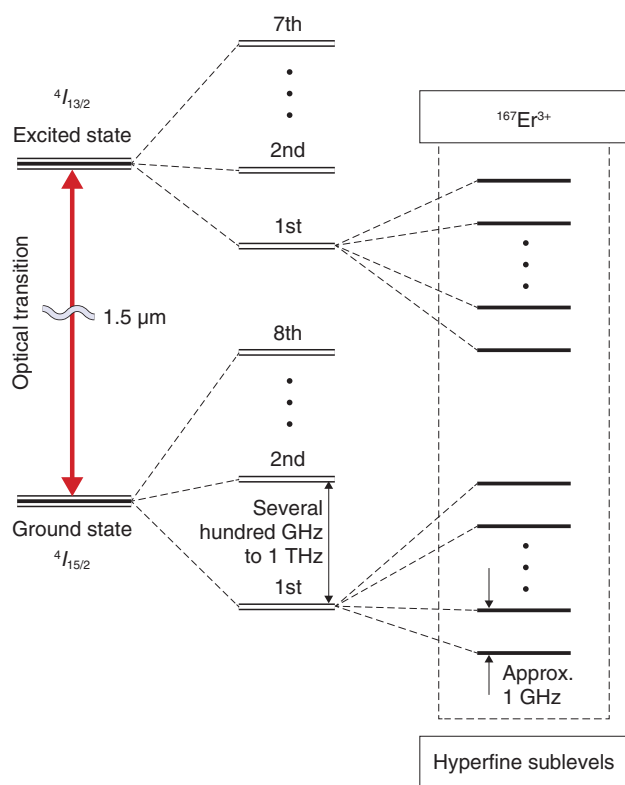 7th
⁴I₁₃/₂
Excited state
2nd
1st
Optical transition
1.5 μm
8th
2nd
Ground state
⁴I₁₅/₂
Several
hundred GHz
to 1 THz
1st
¹⁶⁷Er³⁺
Approx.
1 GHz
Hyperfine sublevels